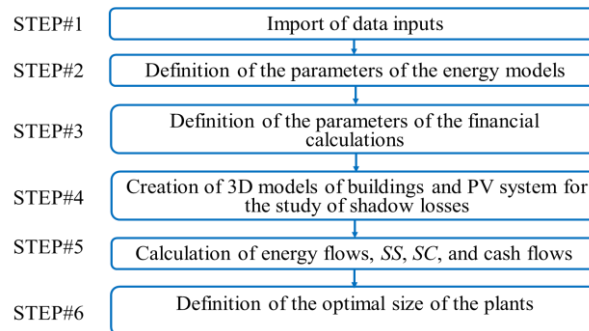 STEP#1
Import of data inputs
STEP#2
Definition of the parameters of the energy models
STEP#3
Definition of the parameters of the financial
calculations
STEP#4
Creation of 3D models of buildings and PV system for
the study of shadow losses
STEP#5
Calculation of energy flows, SS, SC, and cash flows
STEP#6
Definition of the optimal size of the plants